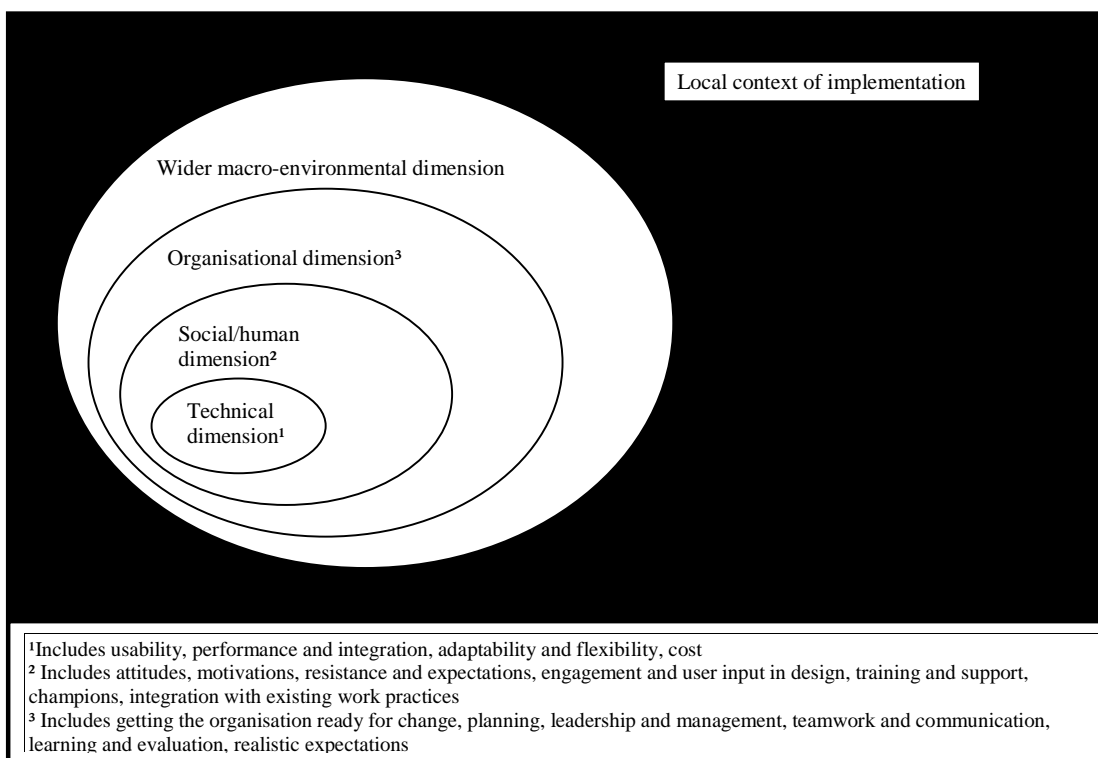 Local context of implementation
Wider macro-environmental dimension
Organisational dimension³
Social/human
dimension²
Technical
dimension¹
¹Includes usability, performance and integration, adaptability and flexibility, cost
² Includes attitudes, motivations, resistance and expectations, engagement and user input in design, training and support,
champions, integration with existing work practices
³ Includes getting the organisation ready for change, planning, leadership and management, teamwork and communication,
learning and evaluation, realistic expectations